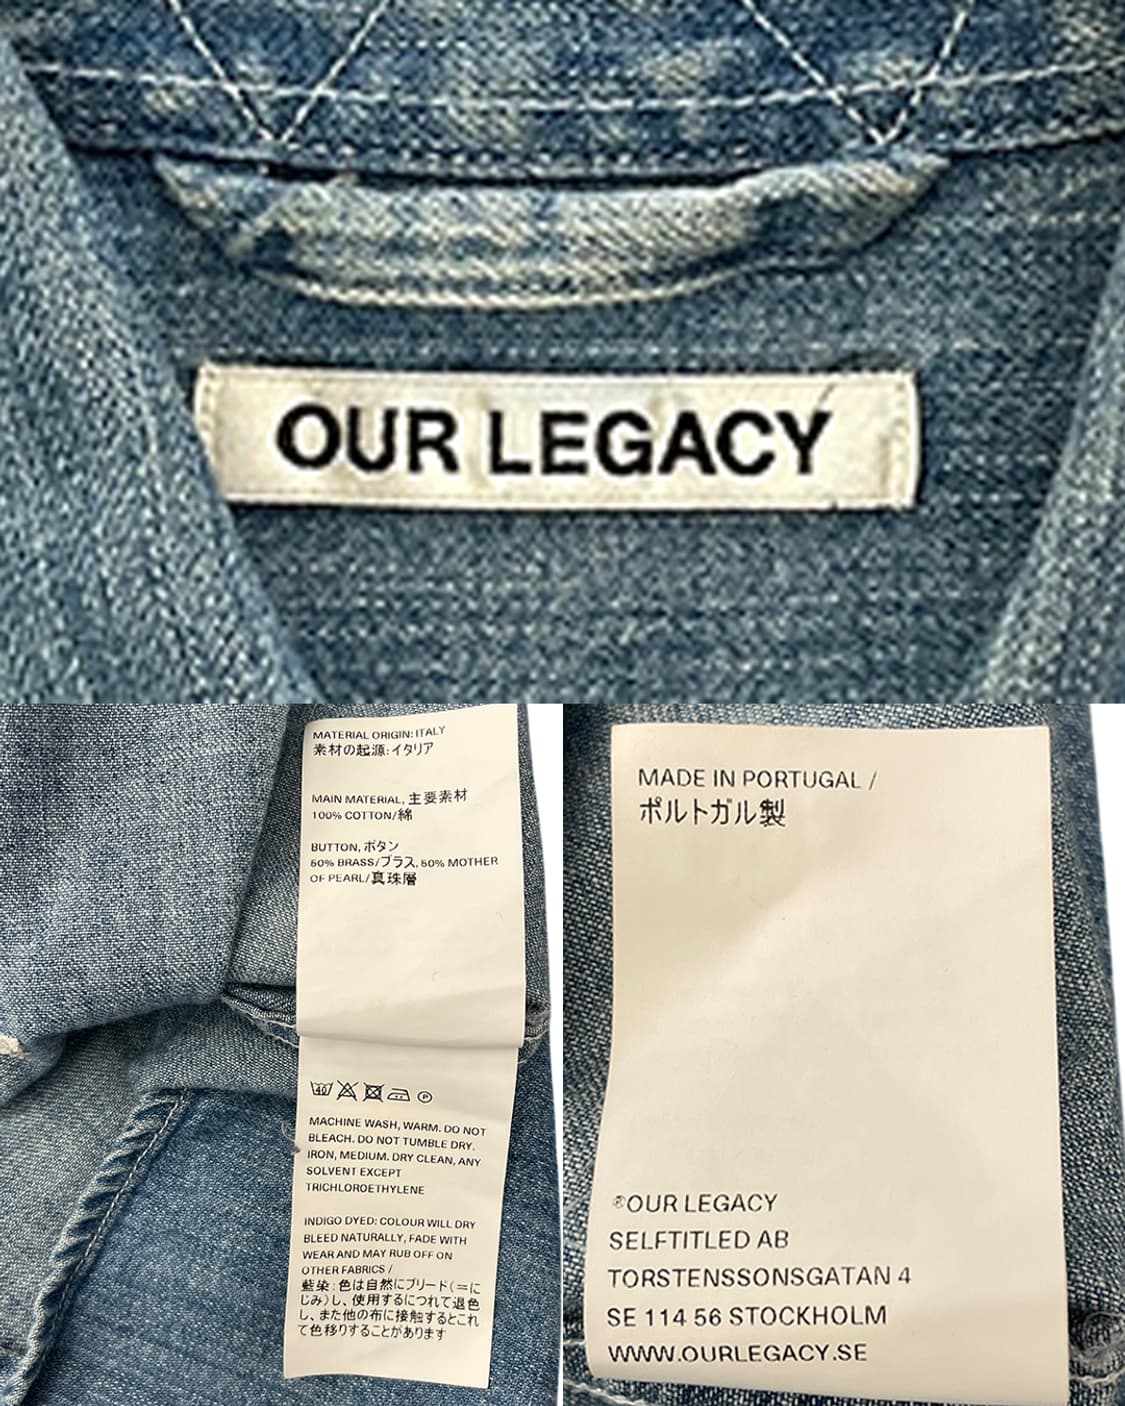 OUR LEGACY
MATERIAL ORIGIN: ITALY
素材の起源: イタリア
MAIN MATERIAL, 主要素材
100% COTTON/綿
BUTTON, ボタン
50% BRASS/ブラス, 50% MOTHER
OF PEARL/真珠層
40
P
MACHINE WASH, WARM. DO NOT
BLEACH. DO NOT TUMBLE DRY.
IRON, MEDIUM. DRY CLEAN, ANY
SOLVENT EXCEPT
TRICHLOROETHYLENE
INDIGO DYED: COLOUR WILL DRY
BLEED NATURALLY, FADE WITH
WEAR AND MAY RUB OFF ON
OTHER FABRICS /
藍染: 色は自然にブリード(=に
じみ)し、使用するにつれて退色
し、また他の布に接触するとこれ
て色移りすることがあります
MADE IN PORTUGAL /
ポルトガル製
®OUR LEGACY
SELFTITLED AB
TORSTENSSONSGATAN 4
SE 114 56 STOCKHOLM
WWW.OURLEGACY.SE